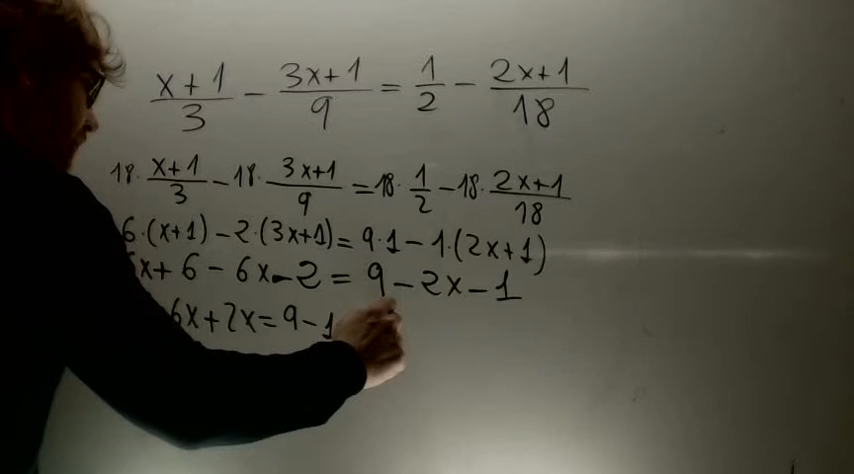 x+1/3 - 3x+1/9 = 1/2 - 2x+1/18
18· x+1/3 - 18· 3x+1/9 = 18· 1/2 - 18· 2x+1/18
6·(x+1) - 2·(3x+1) = 9·1 - 1·(2x+1)
6x + 6 - 6x - 2 = 9 - 2x - 1
6x + 2x = 9 - 1